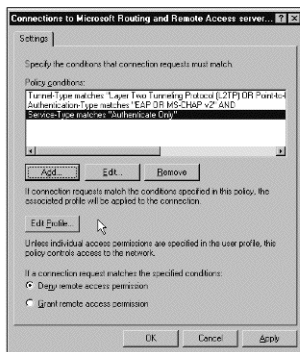 Connections to Microsoft Routing and Remote Access server...
Settings
Specify the conditions that connection requests must match.
Policy conditions:
Tunnel-Type matches "Layer Two Tunneling Protocol (L2TP) OR Point-to-
Authentication-Type matches "EAP OR MS-CHAP v2" AND
Service-Type matches "Authenticate Only"
Add...
Edit...
Remove
If connection requests match the conditions specified in this policy, the
associated profile will be applied to the connection.
Edit Profile...
Unless individual access permissions are specified in the user profile, this
policy controls access to the network.
If a connection request matches the specified conditions:
Deny remote access permission
Grant remote access permission
OK
Cancel
Apply